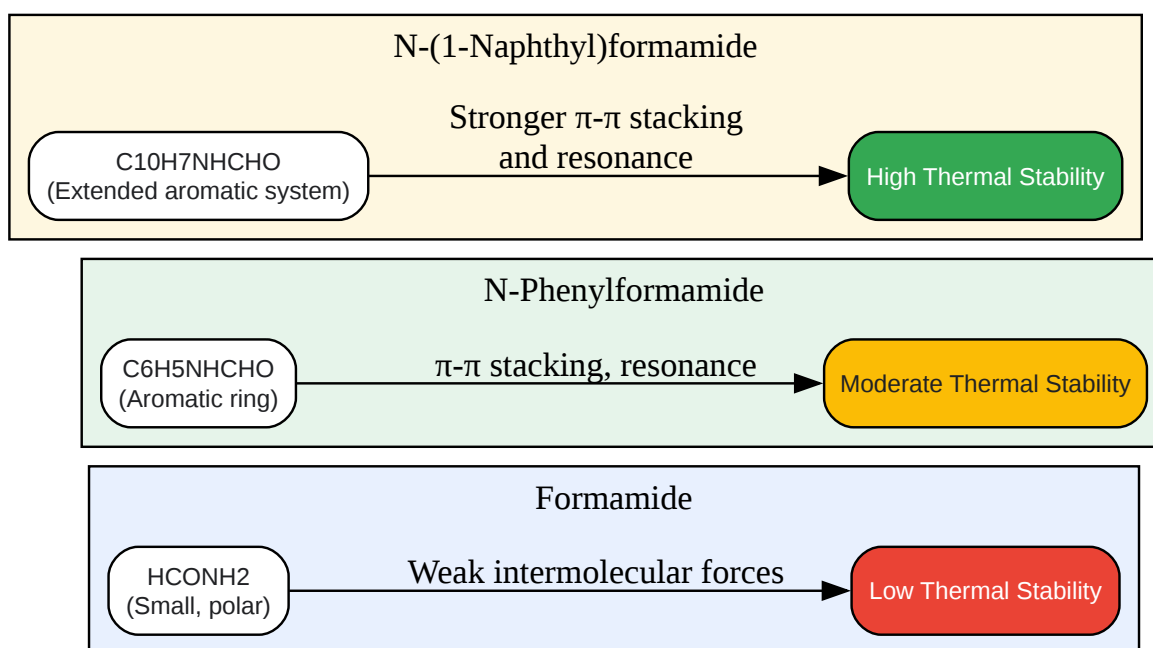 N-(1-Naphthyl)formamide
Stronger π-π stacking
and resonance
C10H7NHCHO
(Extended aromatic system)
High Thermal Stability
N-Phenylformamide
π-π stacking, resonance
C6H5NHCHO
(Aromatic ring)
Moderate Thermal Stability
Formamide
Weak intermolecular forces
HCONH2
(Small, polar)
Low Thermal Stability